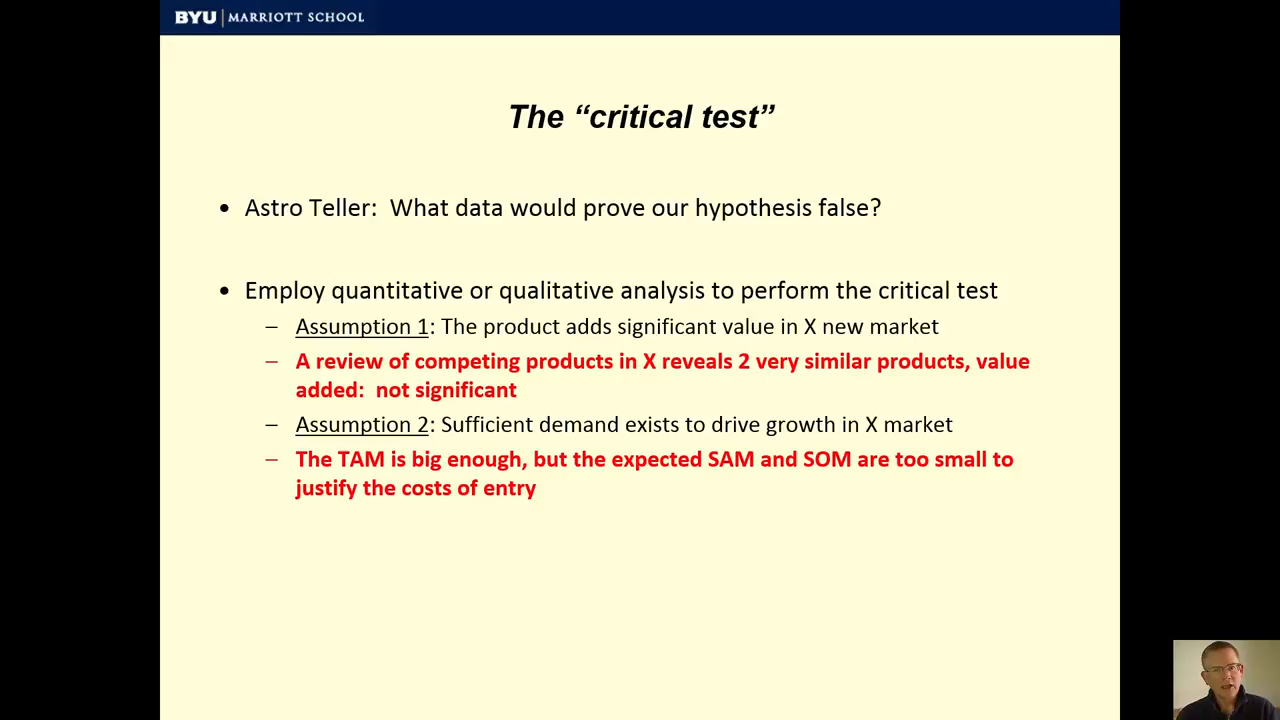 BYU | MARRIOTT SCHOOL
The “critical test”
• Astro Teller:  What data would prove our hypothesis false?
• Employ quantitative or qualitative analysis to perform the critical test
– Assumption 1: The product adds significant value in X new market
– A review of competing products in X reveals 2 very similar products, value
added:  not significant
– Assumption 2: Sufficient demand exists to drive growth in X market
– The TAM is big enough, but the expected SAM and SOM are too small to
justify the costs of entry